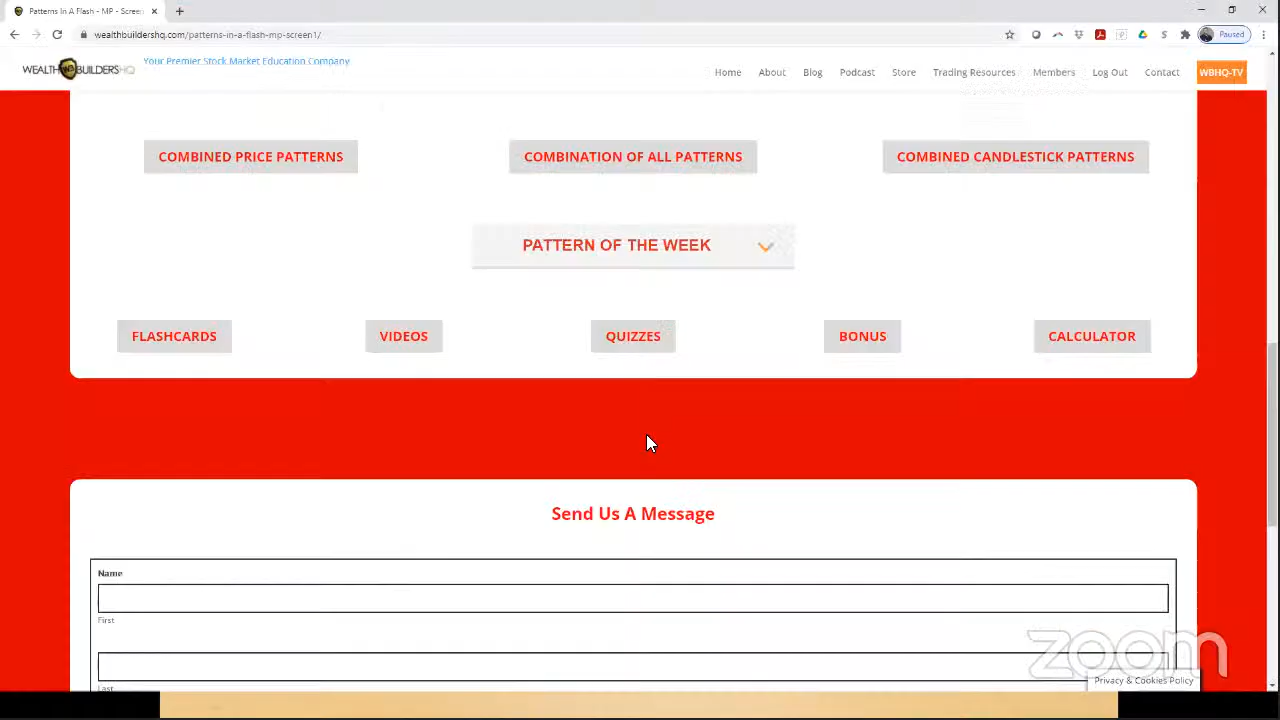 Patterns In A Flash - MP - Screen
wealthbuildershq.com/patterns-in-a-flash-mp-screen1/
Paused
WEALTH BUILDERSHQ
Your Premier Stock Market Education Company
Home About Blog Podcast Store Trading Resources Members Log Out Contact WBHQ-TV
COMBINED PRICE PATTERNS COMBINATION OF ALL PATTERNS COMBINED CANDLESTICK PATTERNS
PATTERN OF THE WEEK
FLASHCARDS VIDEOS QUIZZES BONUS CALCULATOR
Send Us A Message
Name
First
zoom
Privacy & Cookies Policy
Last